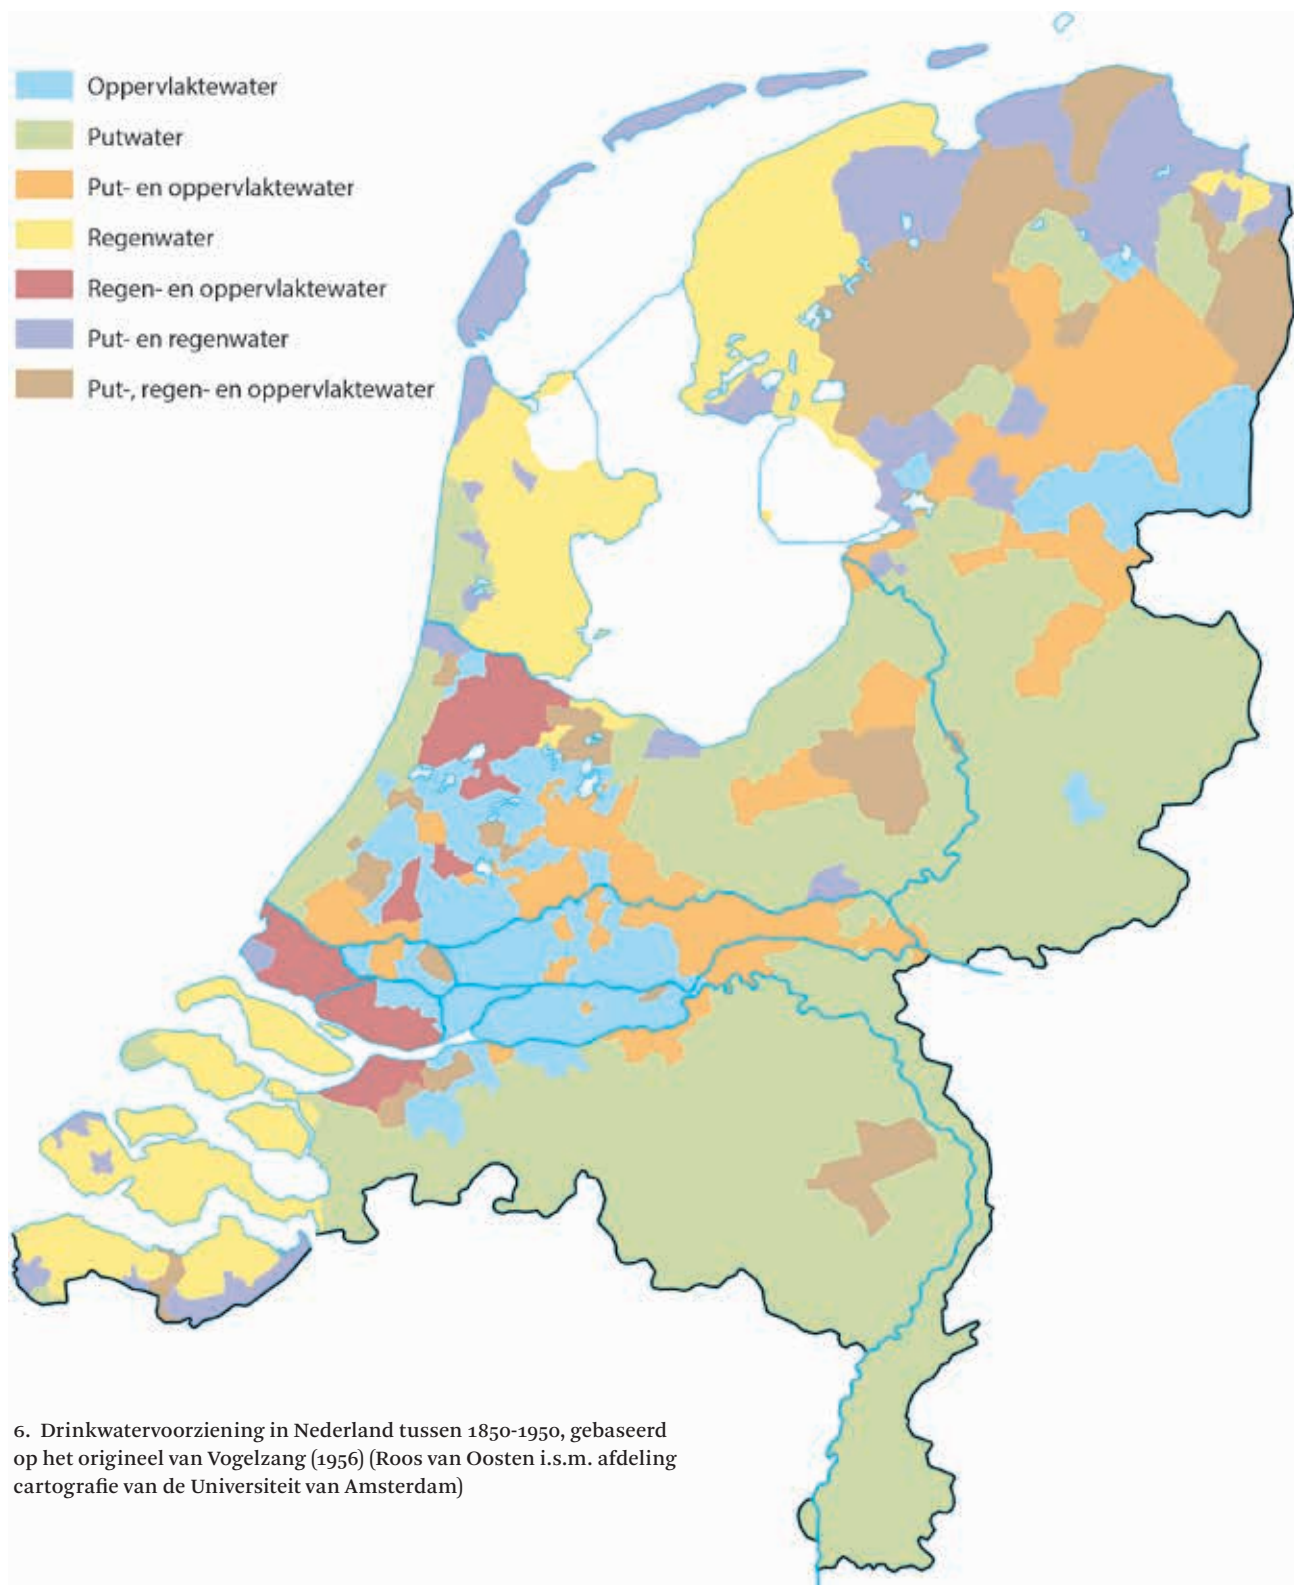 Oppervlaktewater
Putwater
Put- en oppervlaktewater
Regenwater
Regen- en oppervlaktewater
Put- en regenwater
Put-, regen- en oppervlaktewater
6. Drinkwatervoorziening in Nederland tussen 1850-1950, gebaseerd
op het origineel van Vogelzang (1956) (Roos van Oosten i.s.m. afdeling
cartografie van de Universiteit van Amsterdam)